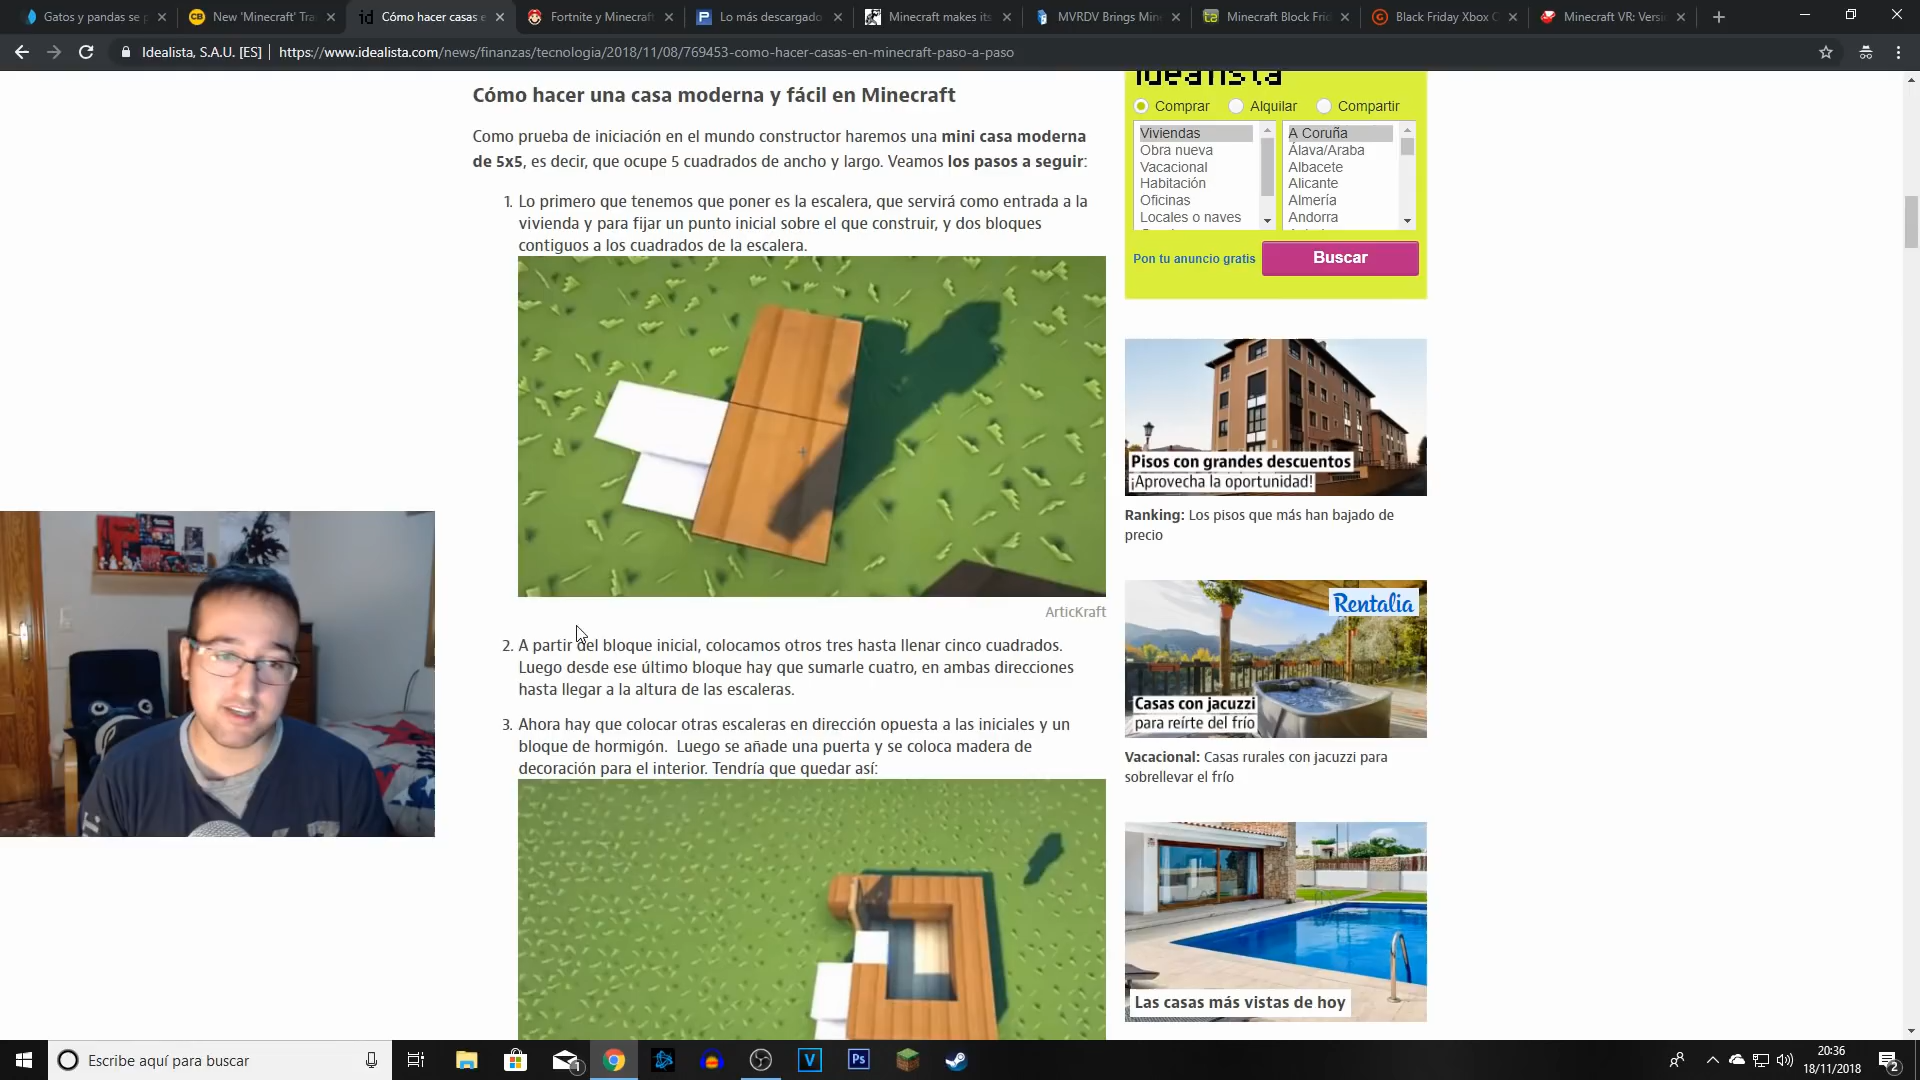 Gatos y pandas se p
New 'Minecraft' Tra
Cómo hacer casas e
Fortnite y Minecraft
Lo más descargado
Minecraft makes its
MVRDV Brings Min
Minecraft Block Frid
Black Friday Xbox G
Minecraft VR: Versi
Idealista, S.A.U. [ES] https://www.idealista.com/news/finanzas/tecnologia/2018/11/08/769453-como-hacer-casas-en-minecraft-paso-a-paso
Cómo hacer una casa moderna y fácil en Minecraft
Como prueba de iniciación en el mundo constructor haremos una mini casa moderna
de 5x5, es decir, que ocupe 5 cuadrados de ancho y largo. Veamos los pasos a seguir:
1. Lo primero que tenemos que poner es la escalera, que servirá como entrada a la
vivienda y para fijar un punto inicial sobre el que construir, y dos bloques
contiguos a los cuadrados de la escalera.
ArticKraft
2. A partir del bloque inicial, colocamos otros tres hasta llenar cinco cuadrados.
Luego desde ese último bloque hay que sumarle cuatro, en ambas direcciones
hasta llegar a la altura de las escaleras.
3. Ahora hay que colocar otras escaleras en dirección opuesta a las iniciales y un
bloque de hormigón. Luego se añade una puerta y se coloca madera de
decoración para el interior. Tendría que quedar así:
idealista
Comprar Alquilar Compartir
Viviendas
Obra nueva
Vacacional
Habitación
Oficinas
Locales o naves
A Coruña
Álava/Araba
Albacete
Alicante
Almería
Andorra
Pon tu anuncio gratis
Buscar
Pisos con grandes descuentos
¡Aprovecha la oportunidad!
Ranking: Los pisos que más han bajado de
precio
Rentalia
Casas con jacuzzi
para reírte del frío
Vacacional: Casas rurales con jacuzzi para
sobrellevar el frío
Las casas más vistas de hoy
Escribe aquí para buscar
20:36
18/11/2018